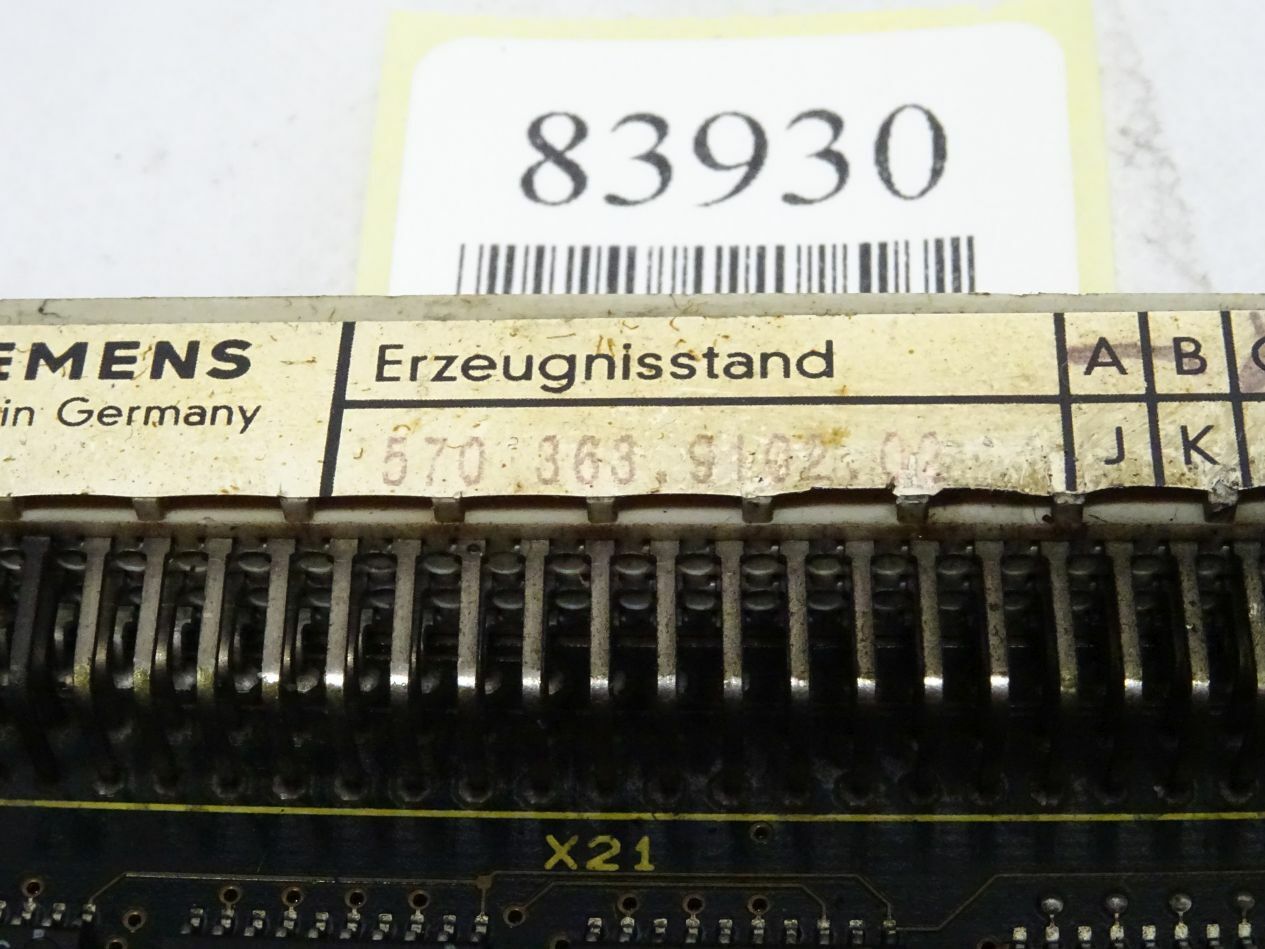 83930
EMENS
in Germany
Erzeugnisstand
A B
570 363.9102.00
J K
X21